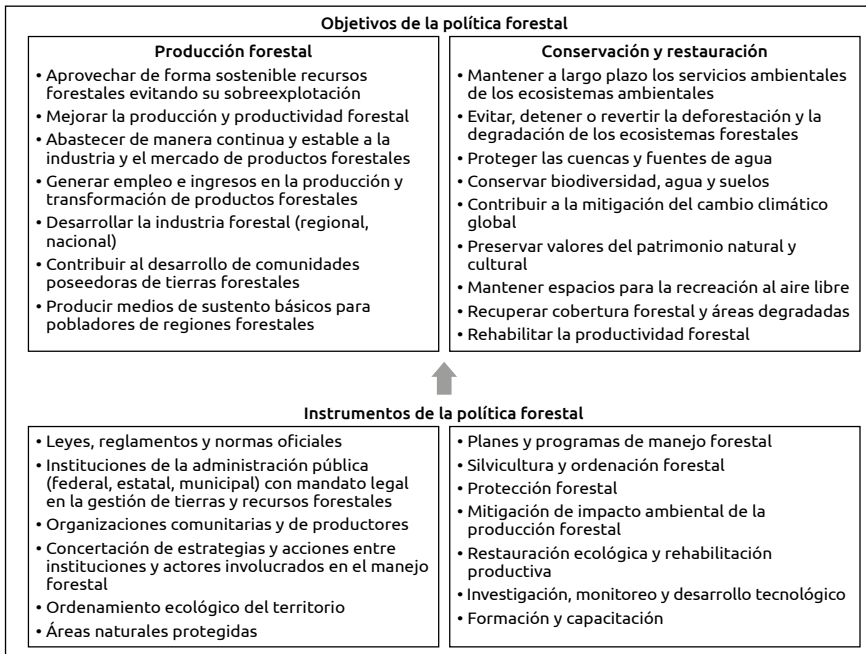 Objetivos de la política forestal
Producción forestal
• Aprovechar de forma sostenible recursos
forestales evitando su sobreexplotación
• Mejorar la producción y productividad forestal
• Abastecer de manera continua y estable a la
industria y el mercado de productos forestales
• Generar empleo e ingresos en la producción y
transformación de productos forestales
• Desarrollar la industria forestal (regional,
nacional)
• Contribuir al desarrollo de comunidades
poseedoras de tierras forestales
• Producir medios de sustento básicos para
pobladores de regiones forestales
Conservación y restauración
• Mantener a largo plazo los servicios ambientales
de los ecosistemas ambientales
• Evitar, detener o revertir la deforestación y la
degradación de los ecosistemas forestales
• Proteger las cuencas y fuentes de agua
• Conservar biodiversidad, agua y suelos
• Contribuir a la mitigación del cambio climático
global
• Preservar valores del patrimonio natural y
cultural
• Mantener espacios para la recreación al aire libre
• Recuperar cobertura forestal y áreas degradadas
• Rehabilitar la productividad forestal
Instrumentos de la política forestal
• Leyes, reglamentos y normas oficiales
• Instituciones de la administración pública
(federal, estatal, municipal) con mandato legal
en la gestión de tierras y recursos forestales
• Organizaciones comunitarias y de productores
• Concertación de estrategias y acciones entre
instituciones y actores involucrados en el manejo
forestal
• Ordenamiento ecológico del territorio
• Áreas naturales protegidas
• Planes y programas de manejo forestal
• Silvicultura y ordenación forestal
• Protección forestal
• Mitigación de impacto ambiental de la
producción forestal
• Restauración ecológica y rehabilitación
productiva
• Investigación, monitoreo y desarrollo tecnológico
• Formación y capacitación